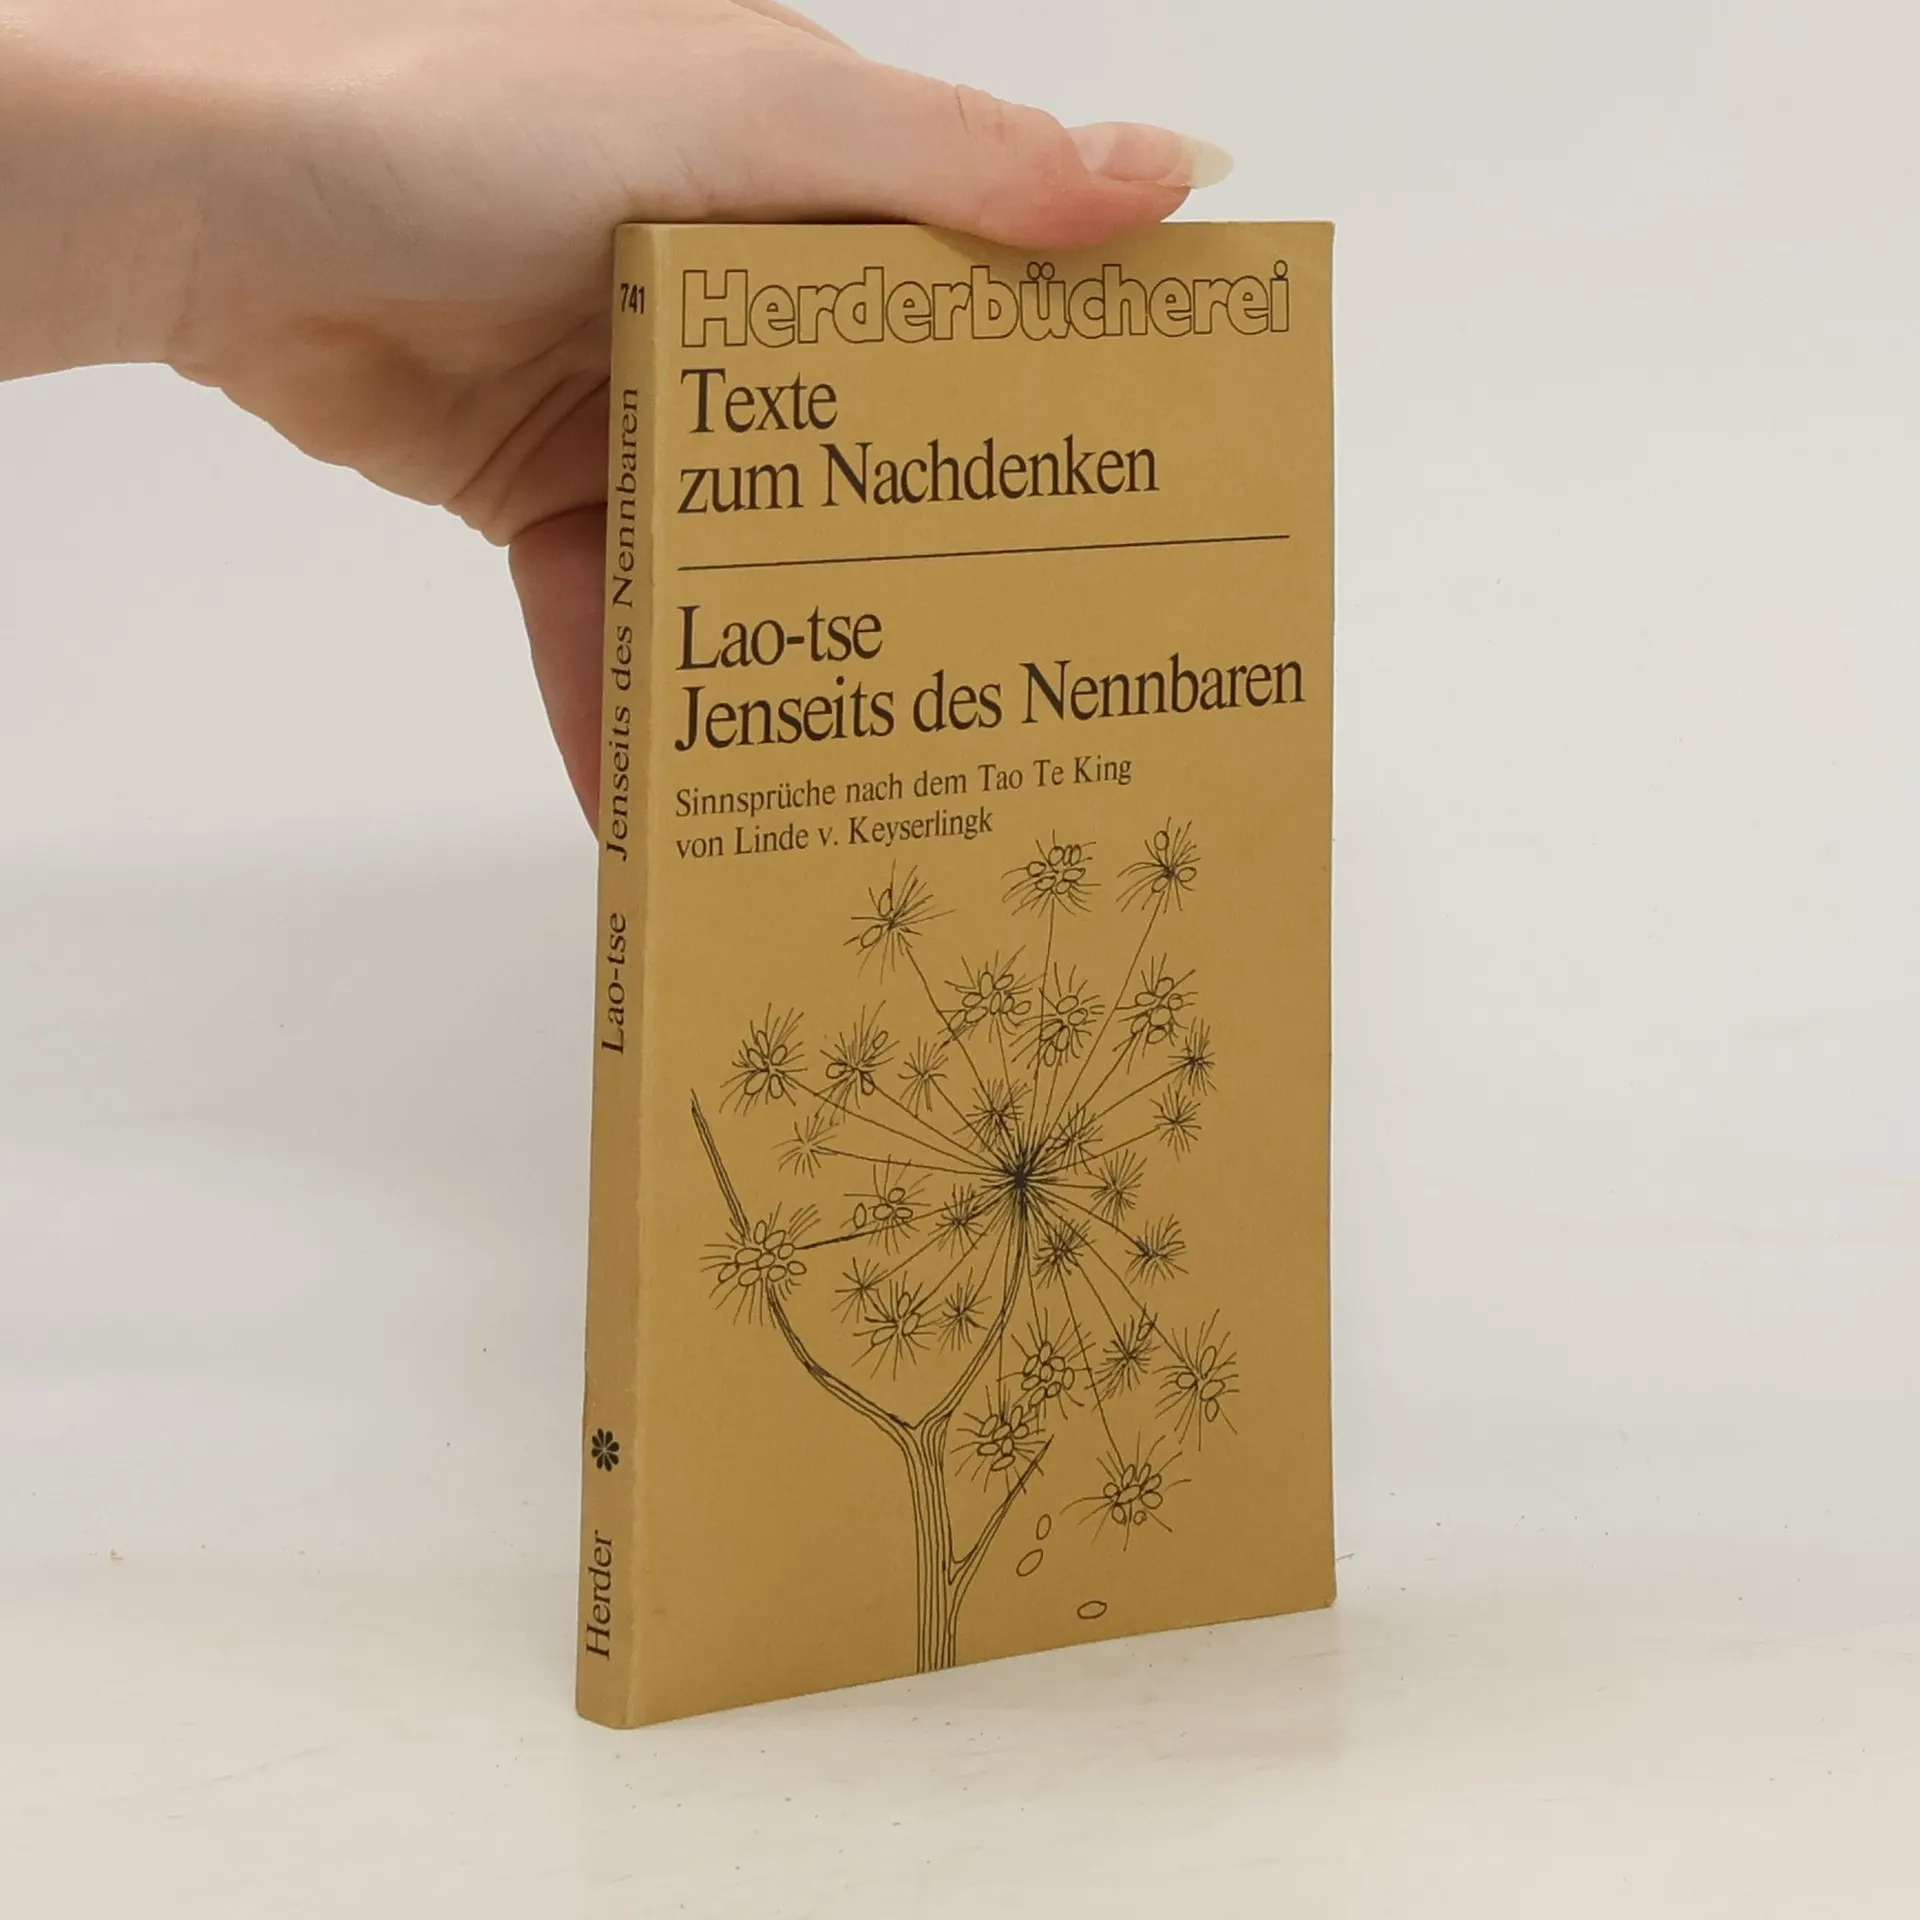 741
Lao-tse Jenseits des Nennbaren
Herder
Herderbücherei
Texte
zum Nachdenken
Lao-tse
Jenseits des Nennbaren
Sinnsprüche nach dem Tao Te King
von Linde v. Keyserlingk